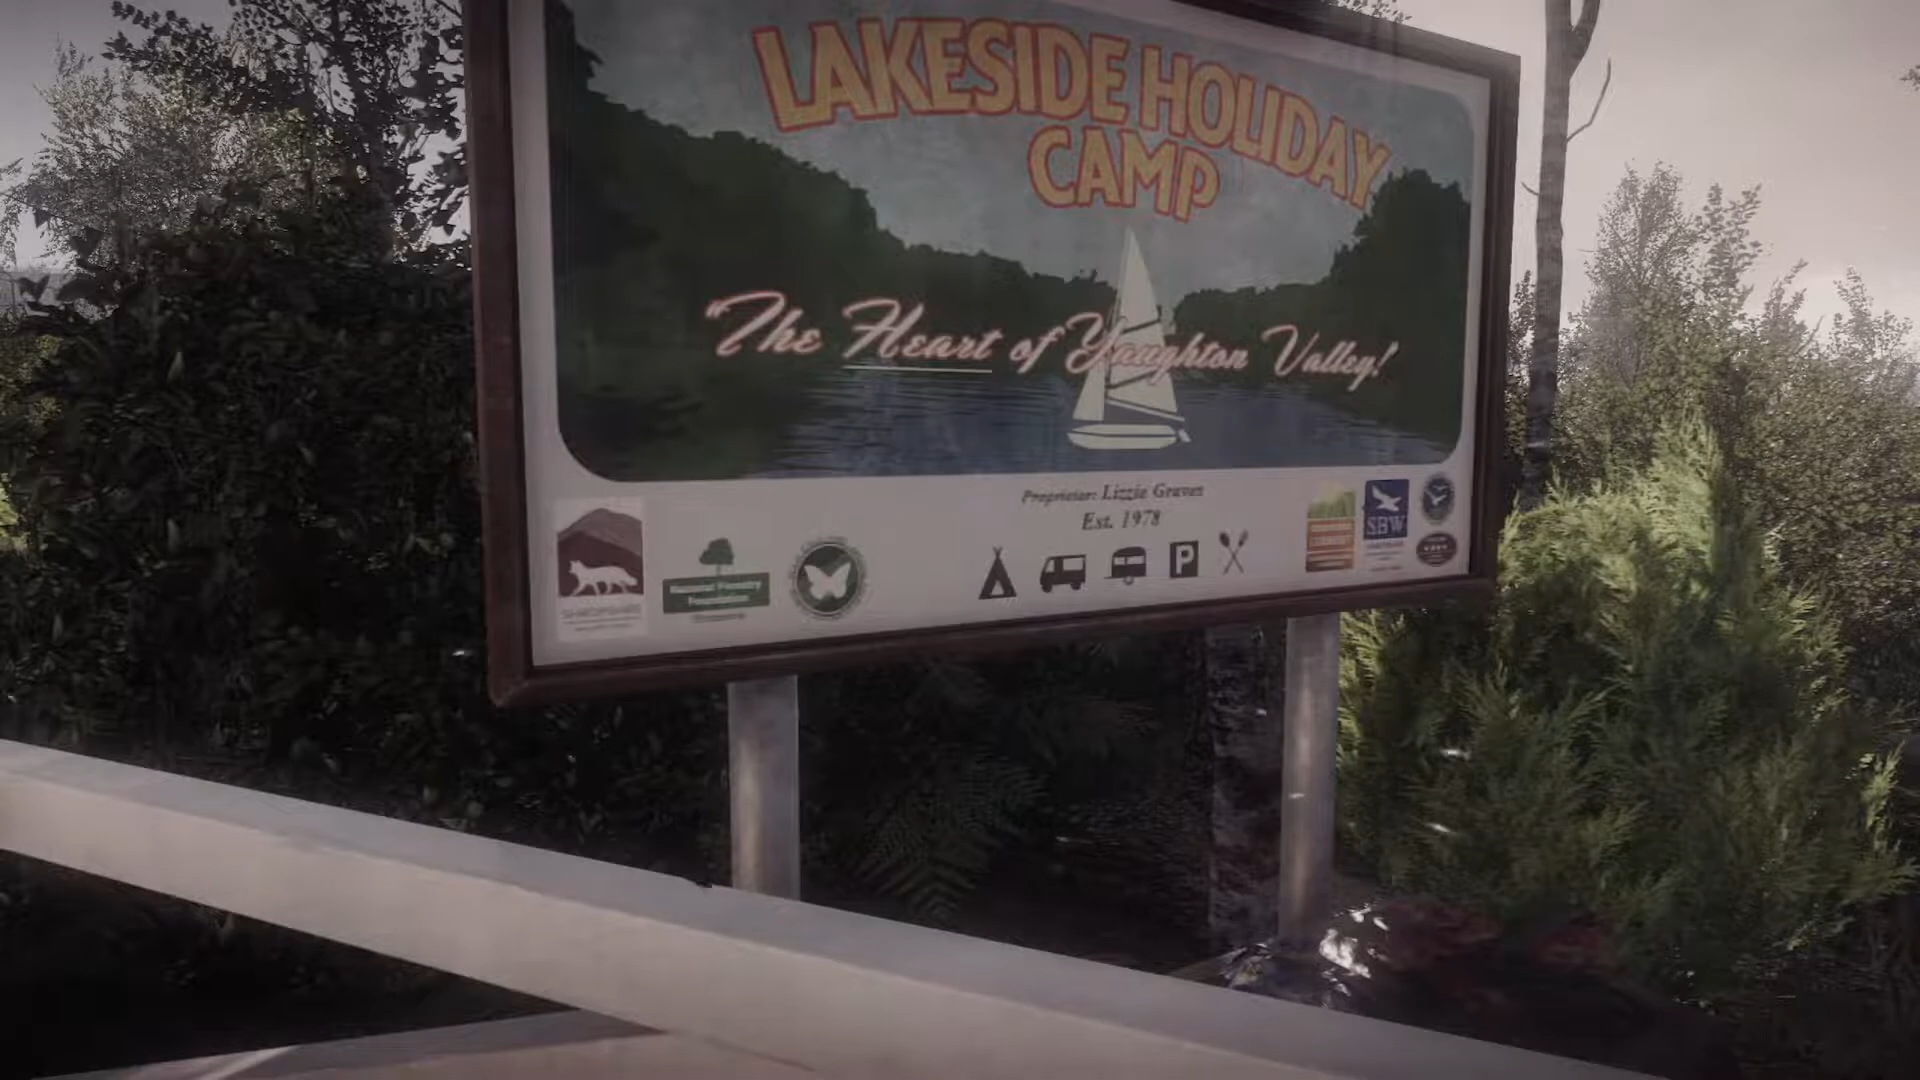 LAKESIDE HOLIDAY
CAMP
"The Heart of Yaughton Valley!
Proprietor: Lizzie Graves
Est. 1978
P
SBW